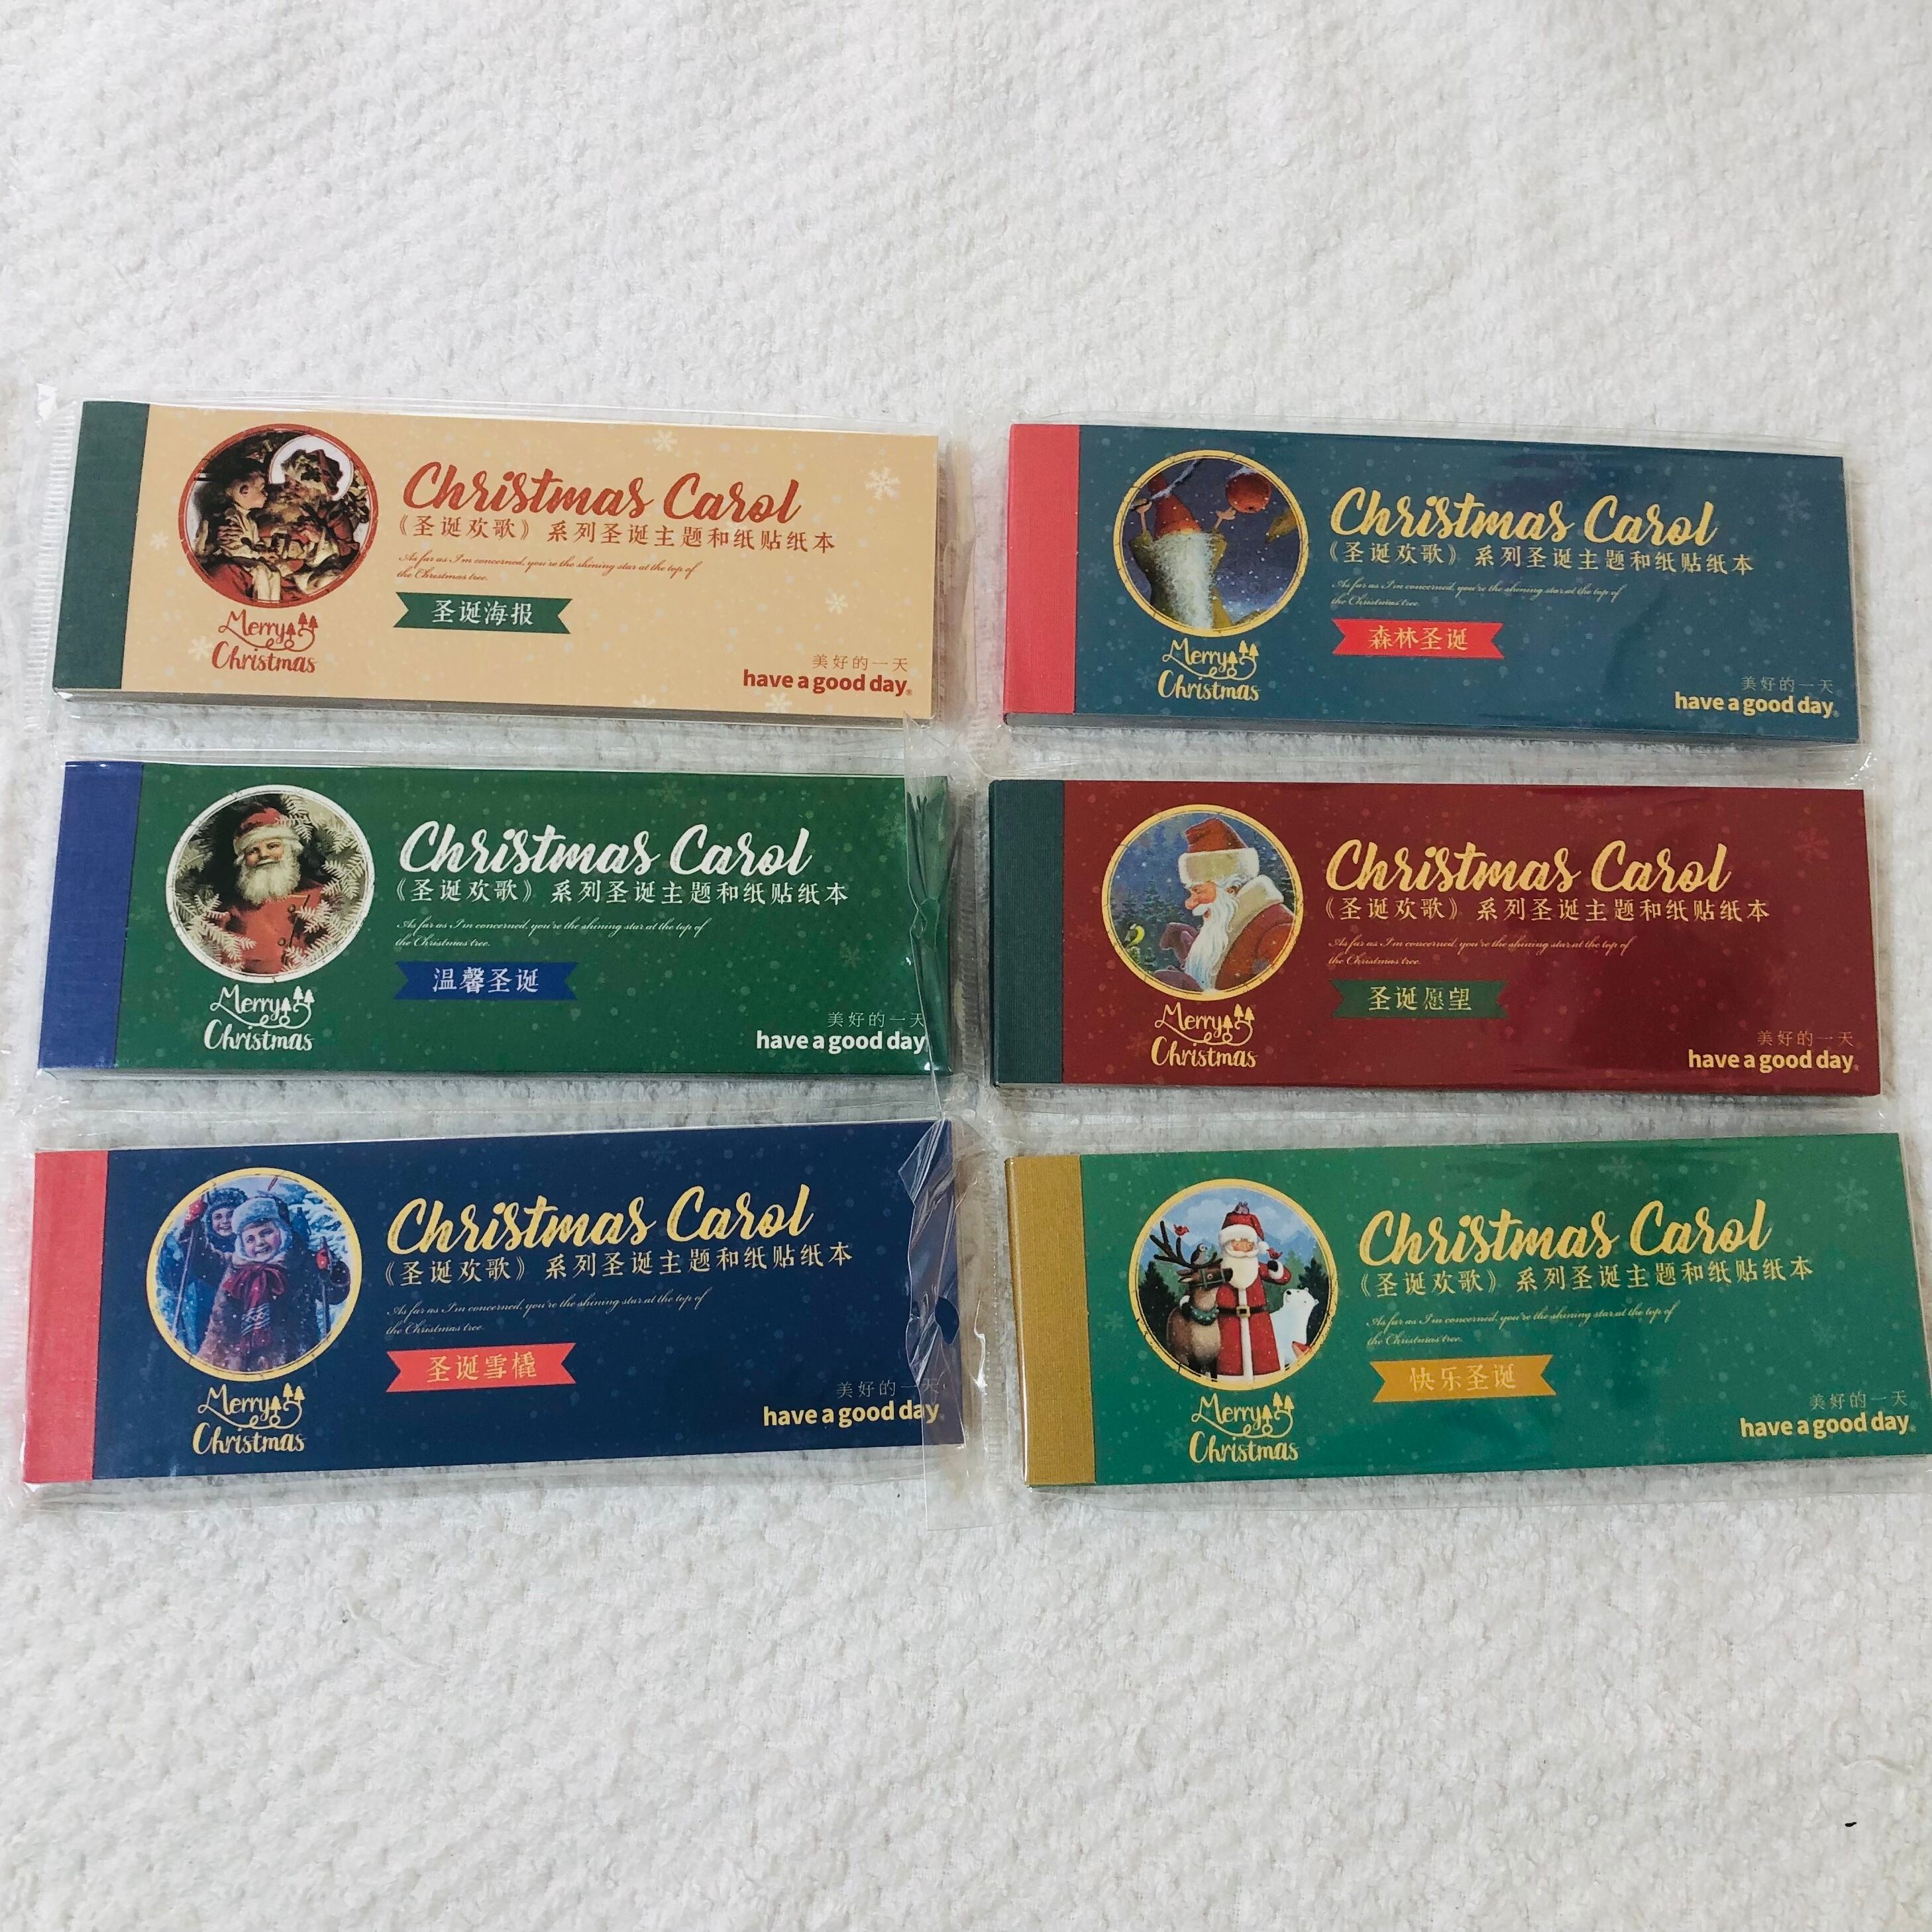 Christmas Carol
《圣诞欢歌》系列圣诞主题和纸贴纸本
As far as I'm concerned, you're the shining star at the top of
the Christmas tree.
圣诞海报
Merry
Christmas
美好的一天
have a good day®
Christmas Carol
《圣诞欢歌》系列圣诞主题和纸贴纸本
As far as I'm concerned, you're the shining star at the top of
the Christmas tree.
森林圣诞
Merry
Christmas
美好的一天
have a good day
Christmas Carol
《圣诞欢歌》系列圣诞主题和纸贴纸本
As far as I'm concerned, you're the shining star at the top of
the Christmas tree.
温馨圣诞
Merry
Christmas
美好的一天
have a good day
Christmas Carol
《圣诞欢歌》系列圣诞主题和纸贴纸本
As far as I'm concerned, you're the shining star at the top of
the Christmas tree.
圣诞愿望
Merry
Christmas
美好的一天
have a good day
Christmas Carol
《圣诞欢歌》系列圣诞主题和纸贴纸本
As far as I'm concerned, you're the shining star at the top of
the Christmas tree.
圣诞雪橇
Merry
Christmas
美好的一天
have a good day
Christmas Carol
《圣诞欢歌》系列圣诞主题和纸贴纸本
As far as I'm concerned, you're the shining star at the top of
the Christmas tree.
快乐圣诞
Merry
Christmas
美好的一天
have a good day